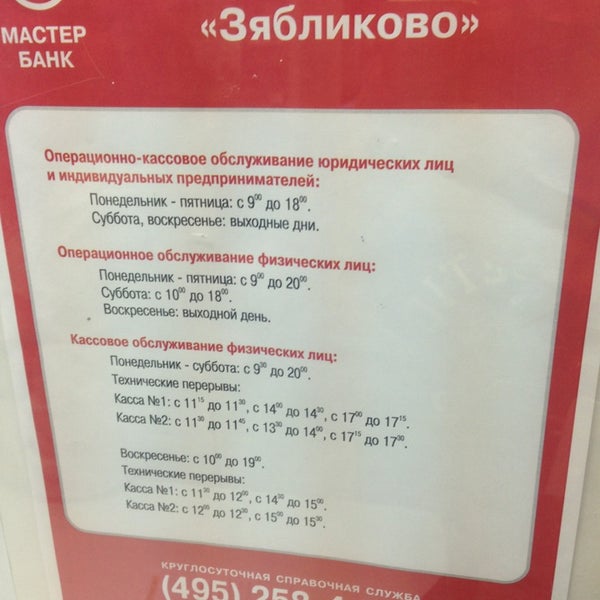 МАСТЕР
БАНК
«Зябликово»
Операционно-кассовое обслуживание юридических лиц
и индивидуальных предпринимателей:
Понедельник - пятница: с 9⁰⁰ до 18⁰⁰.
Суббота, воскресенье: выходные дни.
Операционное обслуживание физических лиц:
Понедельник - пятница: с 9⁰⁰ до 20⁰⁰.
Суббота: с 10⁰⁰ до 18⁰⁰.
Воскресенье: выходной день.
Кассовое обслуживание физических лиц:
Понедельник - суббота: с 9³⁰ до 20⁰⁰.
Технические перерывы:
Касса №1: с 11¹⁵ до 11³⁰, с 14⁰⁰ до 14³⁰, с 17⁰⁰ до 17¹⁵.
Касса №2: с 11³⁰ до 11⁴⁵, с 13³⁰ до 14⁰⁰, с 17¹⁵ до 17³⁰.
Воскресенье: с 10⁰⁰ до 19⁰⁰.
Технические перерывы:
Касса №1: с 11³⁰ до 12⁰⁰, с 14³⁰ до 15⁰⁰.
Касса №2: с 12⁰⁰ до 12³⁰, с 15⁰⁰ до 15³⁰.
КРУГЛОСУТОЧНАЯ СПРАВОЧНАЯ СЛУЖБА
(495) 258